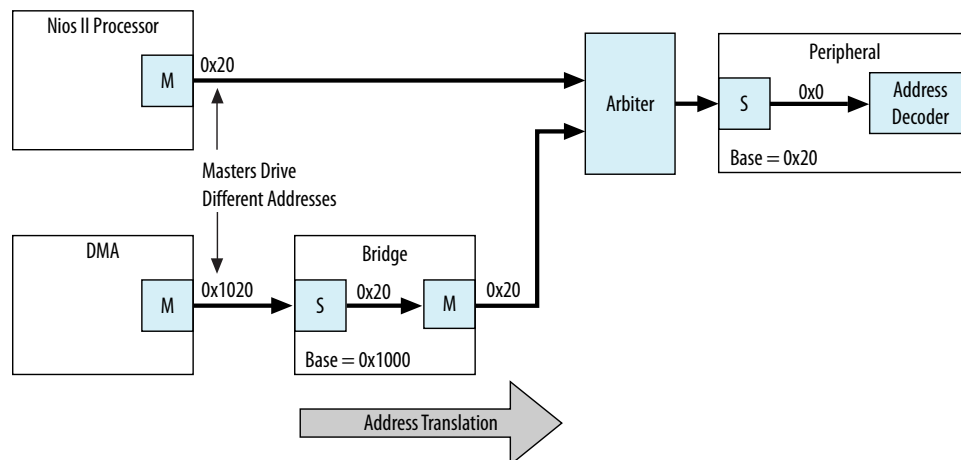 Nios II Processor
M
0x20
Arbiter
Peripheral
S
0x0
Address
Decoder
Base = 0x20
Masters Drive
Different Addresses
DMA
M
0x1020
Bridge
S
0x20
M
0x20
Base = 0x1000
Address Translation